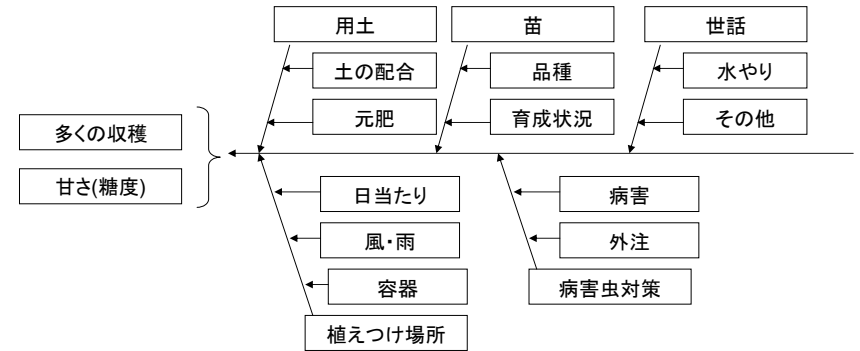 用土
苗
世話
土の配合
品種
水やり
元肥
育成状況
その他
多くの収穫
甘さ(糖度)
日当たり
病害
風・雨
外注
容器
病害虫対策
植えつけ場所